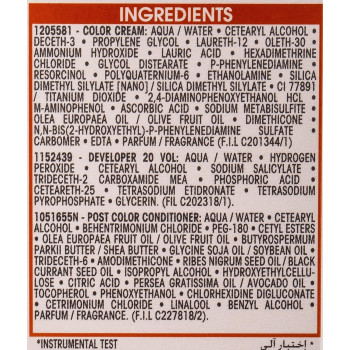 INGREDIENTS
1205581 - COLOR CREAM: AQUA / WATER • CETEARYL ALCOHOL
DECETH-3 • PROPYLENE GLYCOL • LAURETH-12 • OLETH-30
AMMONIUM HYDROXIDE • LAURIC ACID • HEXADIMETHRINE
CHLORIDE • GLYCOL DISTEARATE • P-PHENYLENEDIAMINE
RESORCINOL • POLYQUATERNIUM-6 • ETHANOLAMINE • SILICA
DIMETHYL SILYLATE [NANO] / SILICA DIMETHYL SILYLATE • CI 77891
/ TITANIUM DIOXIDE • 2,4-DIAMINOPHENOXYETHANOL HCL
M-AMINOPHENOL • ASCORBIC ACID • SODIUM METABISULFITE
OLEA EUROPAEA OIL / OLIVE FRUIT OIL • DIMETHICONE
N,N-BIS(2-HYDROXYETHYL)-P-PHENYLENEDIAMINE SULFATE
CARBOMER • EDTA • PARFUM / FRAGRANCE (F.I.L C201344/1)
1152439 - DEVELOPER 20 VOL: AQUA / WATER • HYDROGEN
PEROXIDE • CETEARYL ALCOHOL • SODIUM SALICYLATE
TRIDECETH-2 CARBOXAMIDE MEA • PHOSPHORIC ACID
CETEARETH-25 • TETRASODIUM ETIDRONATE • TETRASODIUM
PYROPHOSPHATE • GLYCERIN. (FIL C202318/1).
1051655N - POST COLOR CONDITIONER: AQUA / WATER • CETEARYL
ALCOHOL • BEHENTRIMONIUM CHLORIDE • PEG-180 • CETYL ESTERS
• OLEA EUROPAEA FRUIT OIL / OLIVE FRUIT OIL • BUTYROSPERMUM
PARKII BUTTER / SHEA BUTTER • GLYCINE SOJA OIL / SOYBEAN OIL
TRIDECETH-6 • AMODIMETHICONE • RIBES NIGRUM SEED OIL / BLACK
CURRANT SEED OIL • ISOPROPYL ALCOHOL • HYDROXYETHYLCELLU-
LOSE • CITRIC ACID • PERSEA GRATISSIMA OIL / AVOCADO OIL
TOCOPHEROL • PHENOXYETHANOL • CHLORHEXIDINE DIGLUCONATE
• CETRIMONIUM CHLORIDE • LINALOOL • BENZYL ALCOHOL
PARFUM / FRAGRANCE. (F.I.L C227818/2).
*INSTRUMENTAL TEST
*إختبار آلي